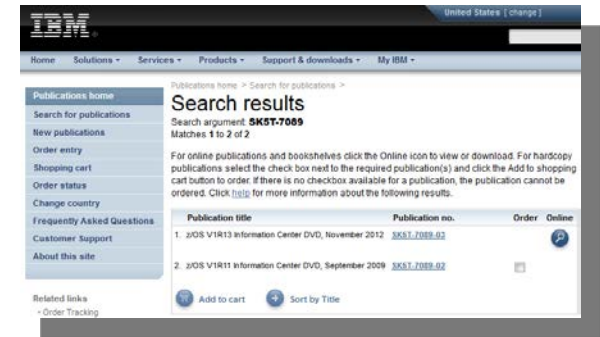 United States [ change ]
IBM
Home Solutions Services Products Support & downloads My IBM
Publications home > Search for publications >
Publications home
Search for publications
New publications
Order entry
Shopping cart
Order status
Change country
Frequently Asked Questions
Customer Support
About this site
Related links
• Order Tracking
Search results
Search argument: SK5T-7089
Matches 1 to 2 of 2
For online publications and bookshelves click the Online icon to view or download. For hardcopy
publications select the check box next to the required publication(s) and click the Add to shopping
cart button to order. If there is no checkbox available for a publication, the publication cannot be
ordered. Click help for more information about the following results.
Publication title Publication no. Order Online
1. z/OS V1R13 Information Center DVD, November 2012 SK5T-7089-03
2. z/OS V1R11 Information Center DVD, September 2009 SK5T-7089-02
Add to cart Sort by Title